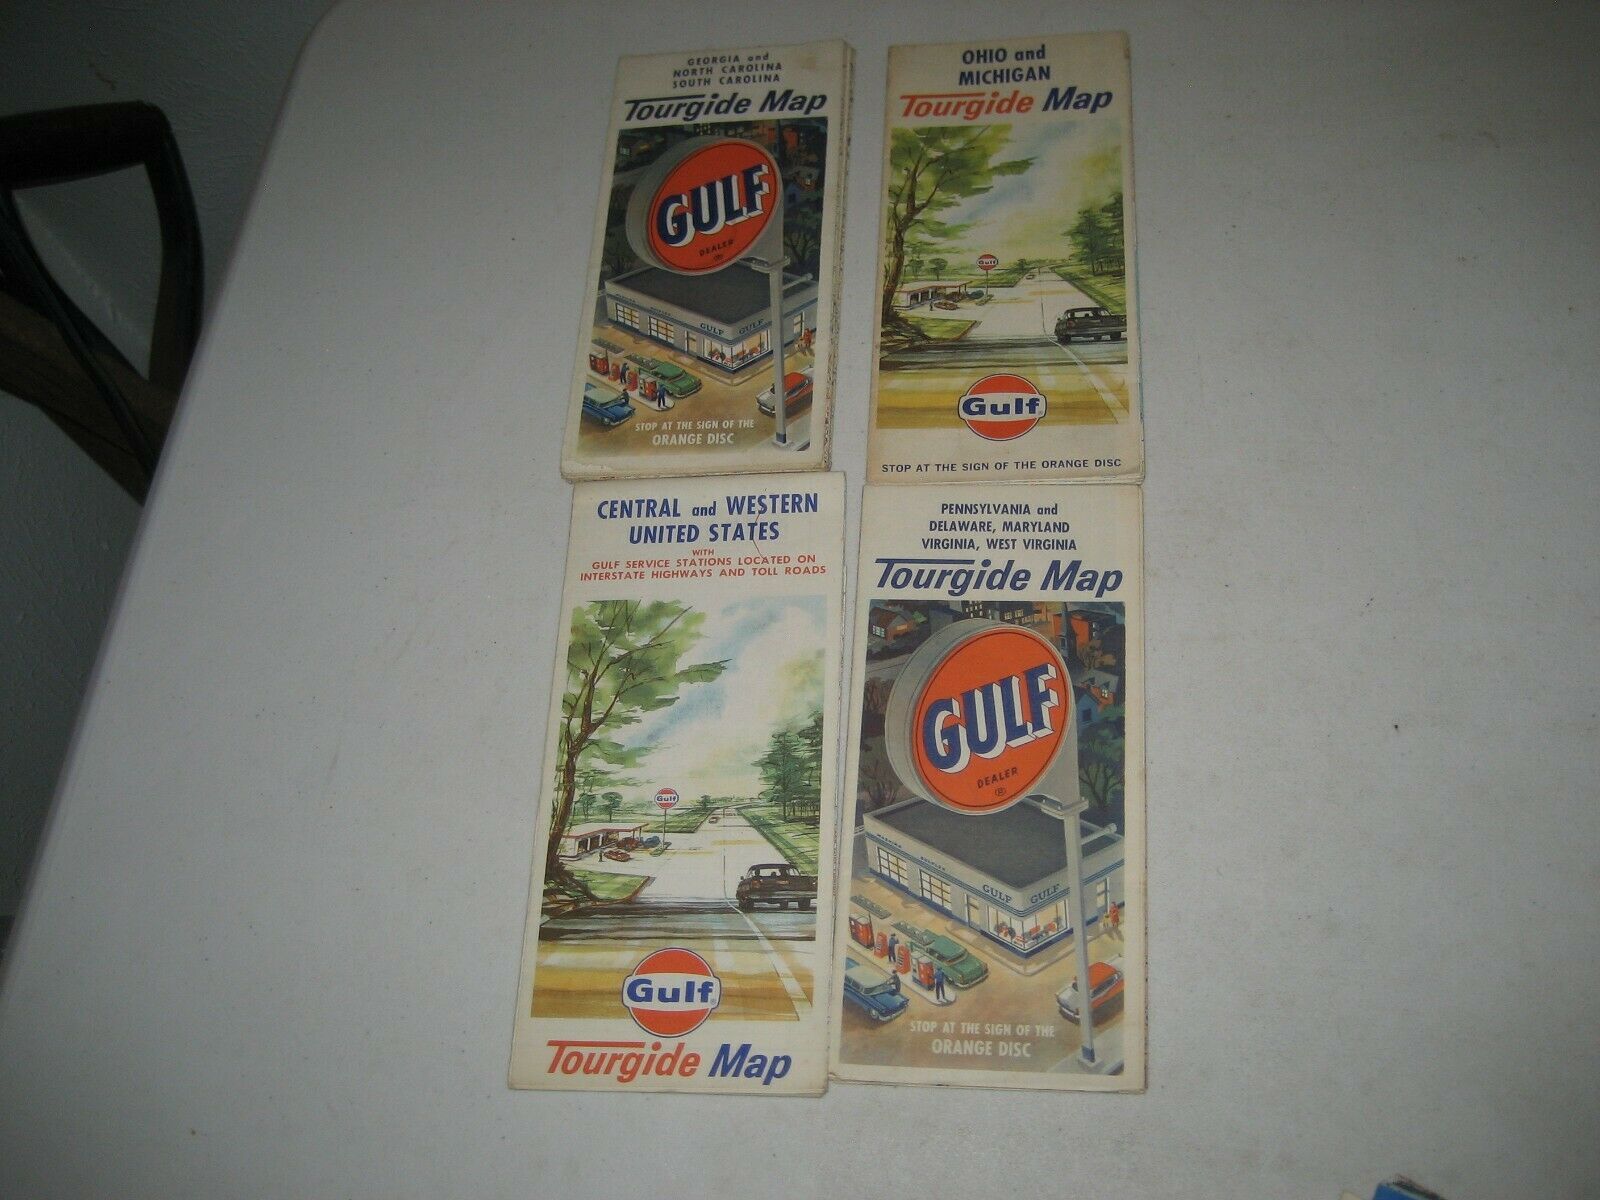 GEORGIA and
NORTH CAROLINA
SOUTH CAROLINA
Tourgide Map
GULF
DEALER
®
GULF GULF
STOP AT THE SIGN OF THE
ORANGE DISC
OHIO and
MICHIGAN
Tourgide Map
Gulf
Gulf
STOP AT THE SIGN OF THE ORANGE DISC
CENTRAL and WESTERN
UNITED STATES
WITH
GULF SERVICE STATIONS LOCATED ON
INTERSTATE HIGHWAYS AND TOLL ROADS
Gulf
Gulf®
Tourgide Map
PENNSYLVANIA and
DELAWARE, MARYLAND
VIRGINIA, WEST VIRGINIA
Tourgide Map
GULF
DEALER
®
GULF GULF
STOP AT THE SIGN OF THE
ORANGE DISC